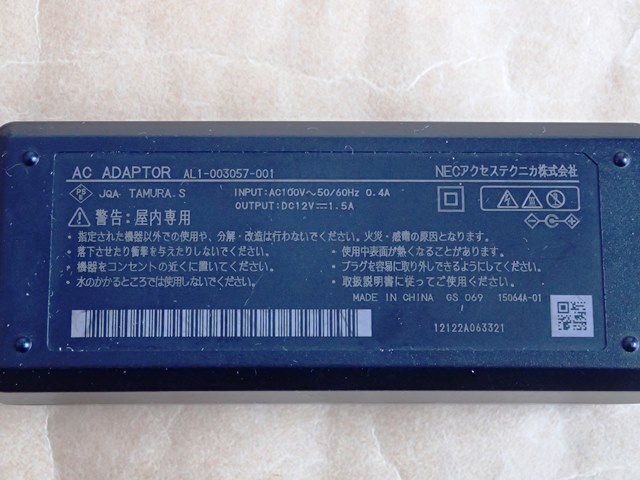 AC ADAPTOR AL1-003057-001 NECアクセステクニカ株式会社
PS E JQA TAMURA.S INPUT:AC100V～50/60Hz 0.4A
OUTPUT:DC12V⎓1.5A
警告:屋内専用
・指定された機器以外での使用や、分解・改造は行わないでください。火災・感電の原因となります。
・落下させたり衝撃を与えたりしないでください。 ・使用中表面が熱くなることがあります。
・機器をコンセントの近くに置いてください。 ・プラグを容易に取り外しできるようにしてください。
・水のかかるところでは使用しないでください。 ・取扱説明書に従ってご使用ください。
MADE IN CHINA GS 069 15064A-01
12122A063321